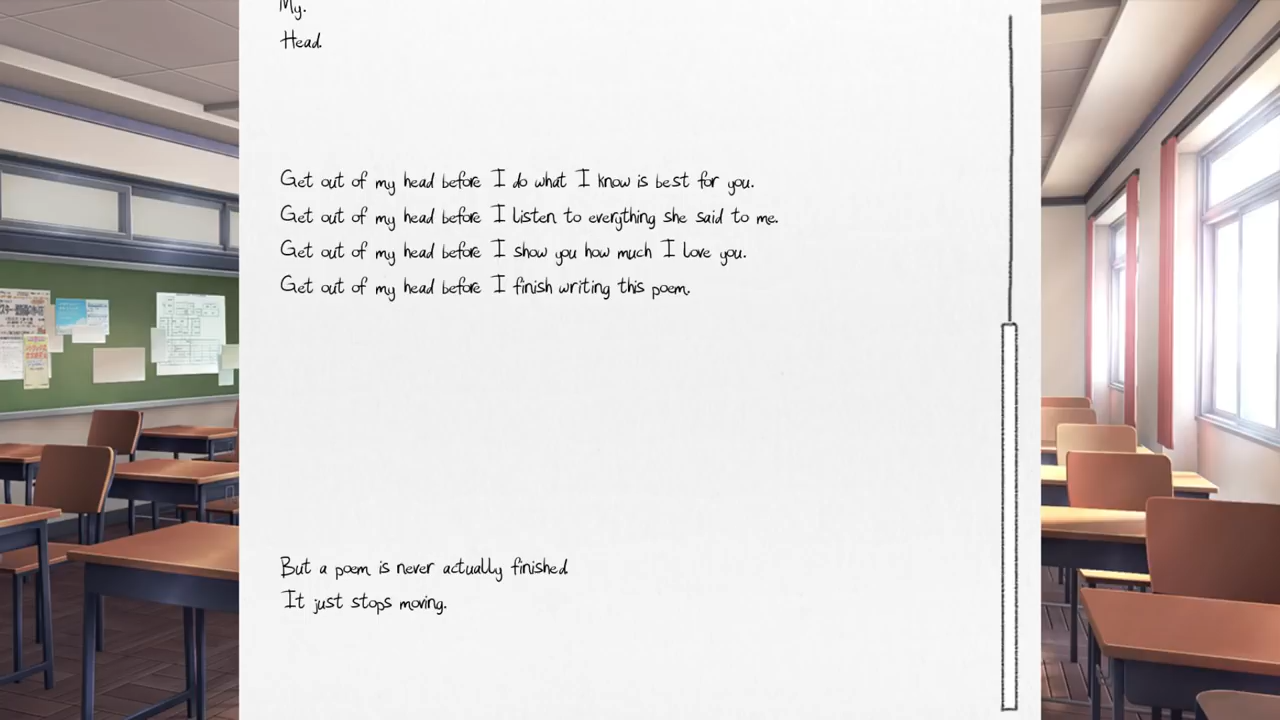 My.
Head.
Get out of my head before I do what I know is best for you.
Get out of my head before I listen to everything she said to me.
Get out of my head before I show you how much I love you.
Get out of my head before I finish writing this poem.
But a poem is never actually finished
It just stops moving.